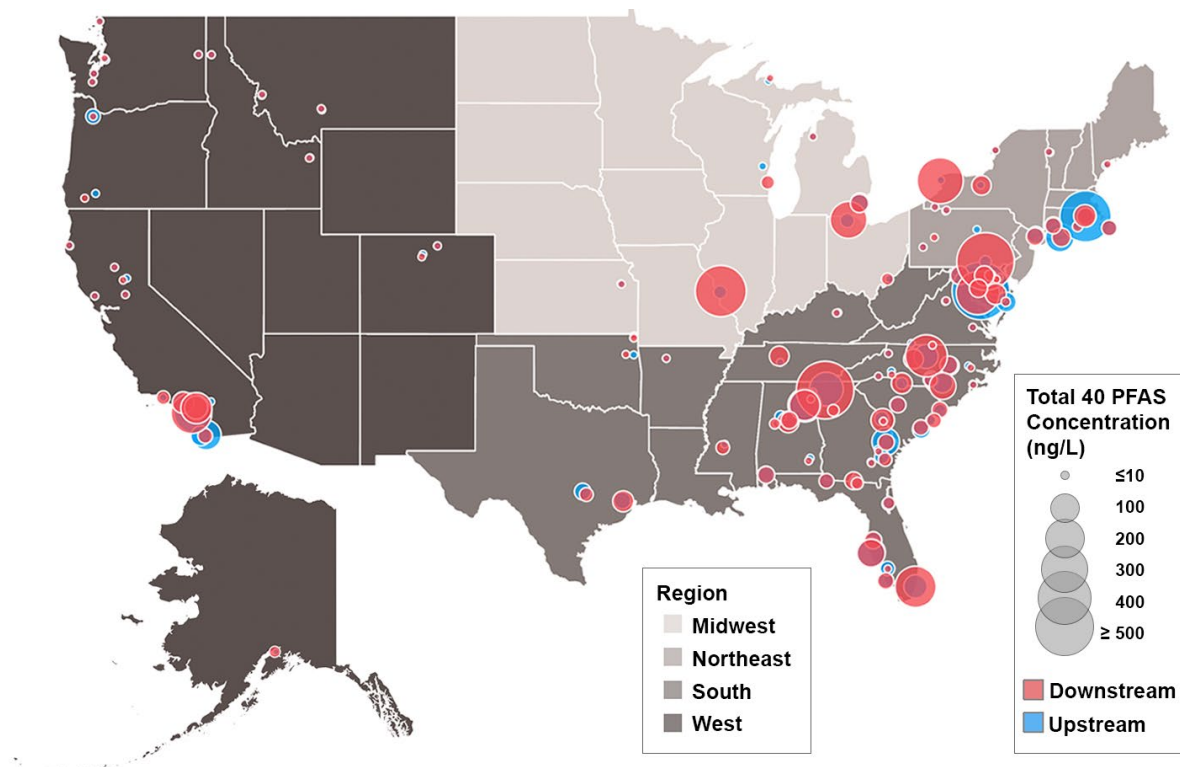 Total 40 PFAS
Concentration
(ng/L)
≤10
100
200
300
400
≥ 500
Downstream
Upstream
Region
Midwest
Northeast
South
West